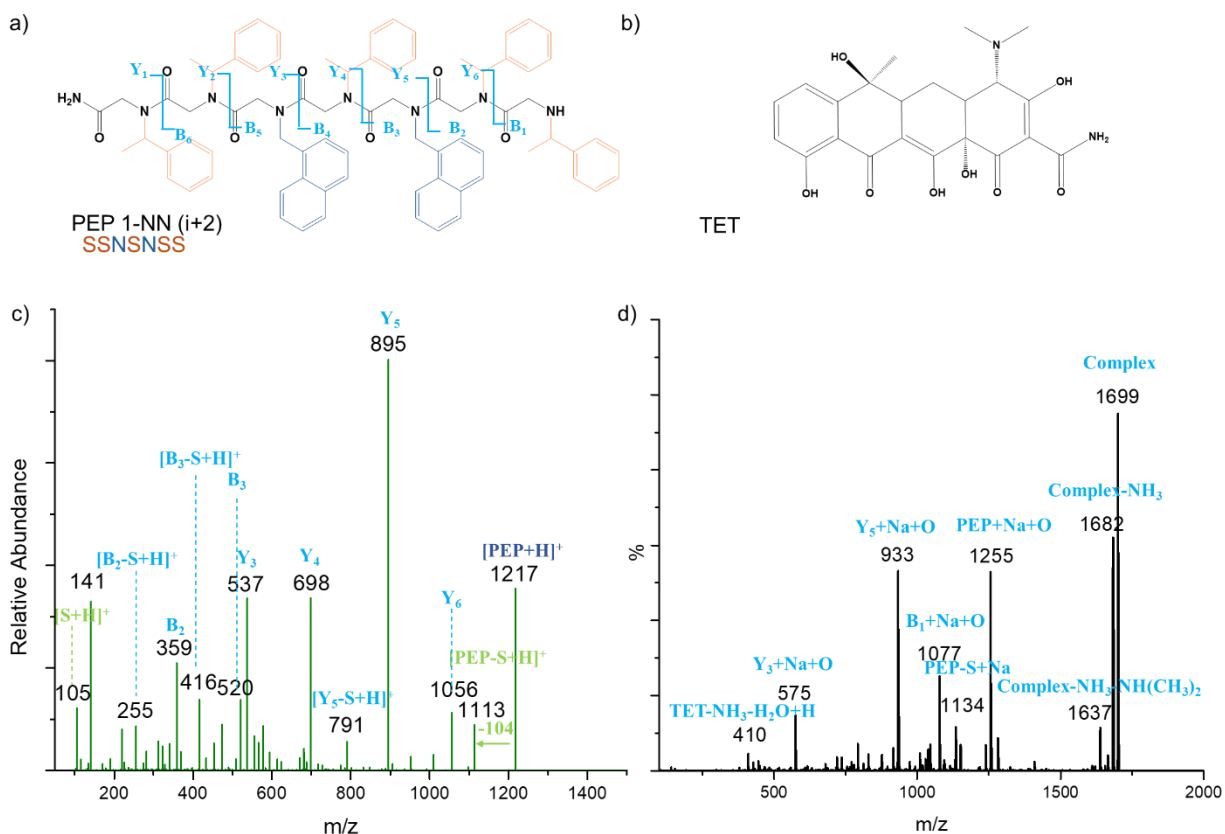 a)
Y₁
O
Y₂
Y₃
O
Y₄
Y₅
O
Y₆
H₂N
N
N
N
N
N
N
NH
O
B₆
O
B₅
B₄
O
B₃
B₂
O
B₁
PEP 1-NN (i+2)
SSNSNSS
b)
HO
N
OH
NH₂
OH
O
OH
OH
O
O
TET
c)
Relative Abundance
Y₅
895
[B₃-S+H]⁺
B₃
[B₂-S+H]⁺
Y₃
Y₄
[PEP+H]⁺
141
537
698
1217
[S+H]⁺
B₂
Y₆
359
[PEP-S+H]⁺
105
416
520
[Y₅-S+H]⁺
1056
255
791
1113
-104
0
200
400
600
800
1000
1200
1400
m/z
d)
%
Complex
1699
Complex-NH₃
Y₅+Na+O
PEP+Na+O
1682
933
1255
B₁+Na+O
Y₃+Na+O
1077
PEP-S+Na
575
1134
Complex-NH₃-NH(CH₃)₂
TET-NH₃-H₂O+H
1637
410
500
1000
1500
2000
m/z